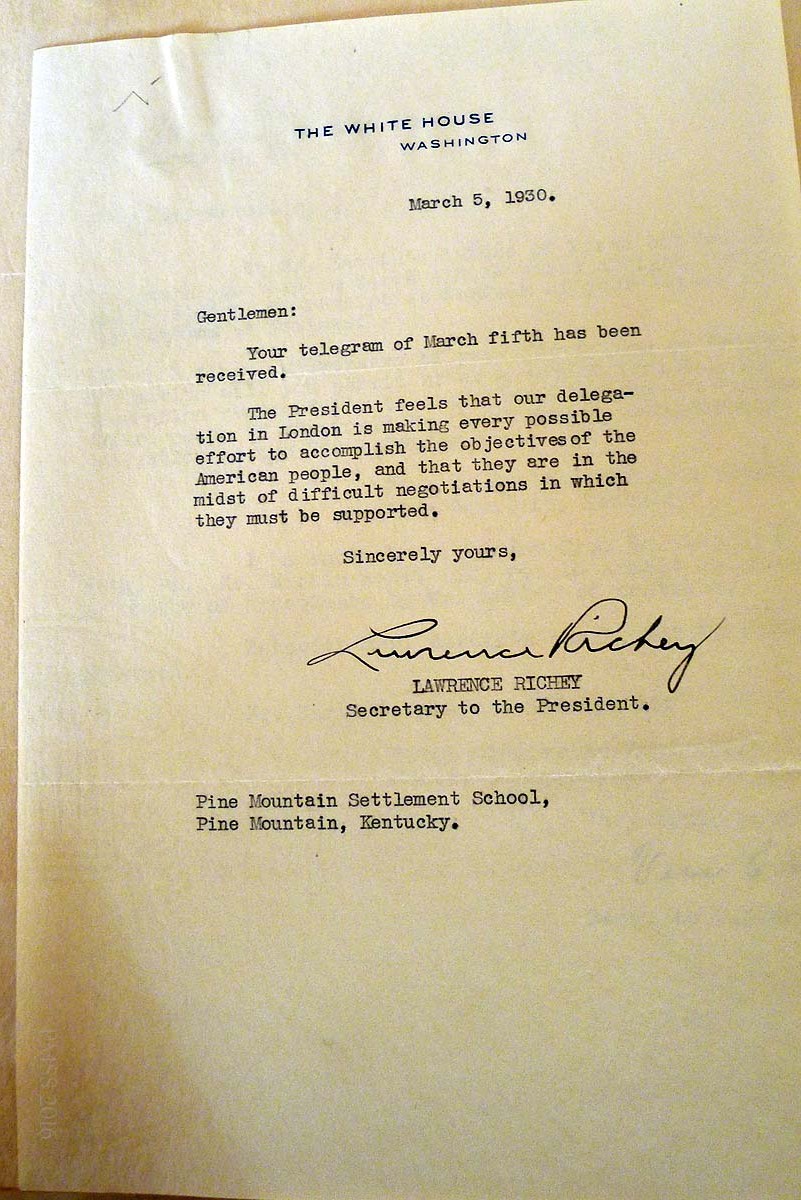 THE WHITE HOUSE
WASHINGTON
March 5, 1930.
Gentlemen:
Your telegram of March fifth has been
received.
The President feels that our delega-
tion in London is making every possible
effort to accomplish the objectivesof the
American people, and that they are in the
midst of difficult negotiations in which
they must be supported.
Sincerely yours,
Lawrence Richey
LAWRENCE RICHEY
Secretary to the President.
Pine Mountain Settlement School,
Pine Mountain, Kentucky.
PMSS 2016